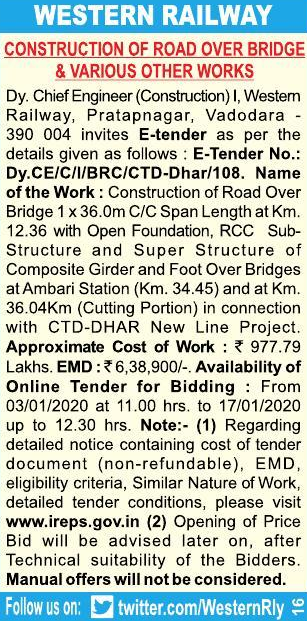 WESTERN RAILWAY
CONSTRUCTION OF ROAD OVER BRIDGE
& VARIOUS OTHER WORKS
Dy. Chief Engineer (Construction) I, Western
Railway, Pratapnagar, Vadodara -
390 004 invites E-tender as per the
details given as follows : E-Tender No.:
Dy.CE/C/I/BRC/CTD-Dhar/108. Name
of the Work : Construction of Road Over
Bridge 1 x 36.0m C/C Span Length at Km.
12.36 with Open Foundation, RCC Sub-
Structure and Super Structure of
Composite Girder and Foot Over Bridges
at Ambari Station (Km. 34.45) and at Km.
36.04Km (Cutting Portion) in connection
with CTD-DHAR New Line Project.
Approximate Cost of Work : ₹ 977.79
Lakhs. EMD : ₹ 6,38,900/-. Availability of
Online Tender for Bidding : From
03/01/2020 at 11.00 hrs. to 17/01/2020
up to 12.30 hrs. Note:- (1) Regarding
detailed notice containing cost of tender
document (non-refundable), EMD,
eligibility criteria, Similar Nature of Work,
detailed tender conditions, please visit
www.ireps.gov.in (2) Opening of Price
Bid will be advised later on, after
Technical suitability of the Bidders.
Manual offers will not be considered.
Follow us on: twitter.com/WesternRly 16